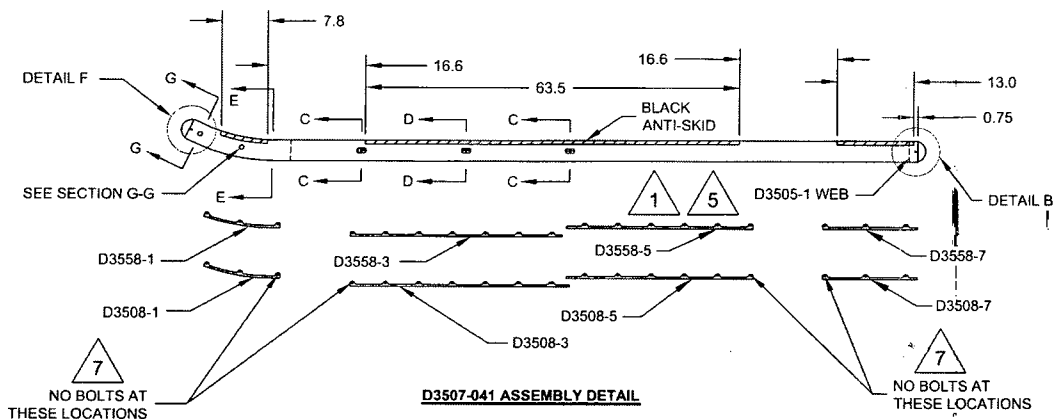 7.8
DETAIL F
G
E
16.6
63.5
16.6
13.0
0.75
C
D
C
BLACK
ANTI-SKID
G
SEE SECTION G-G
E
C
D
C
D3505-1 WEB
DETAIL B
1
5
D3558-1
D3558-3
D3558-5
D3558-7
D3508-1
D3508-3
D3508-5
D3508-7
7
NO BOLTS AT
THESE LOCATIONS
D3507-041 ASSEMBLY DETAIL
7
NO BOLTS AT
THESE LOCATIONS